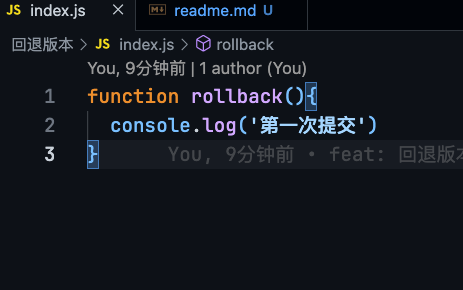 JS index.js × readme.md U
回退版本 > JS index.js > rollback
You, 9分钟前 | 1 author (You)
1 function rollback(){
2 console.log('第一次提交')
3 } You, 9分钟前 • feat: 回退版本